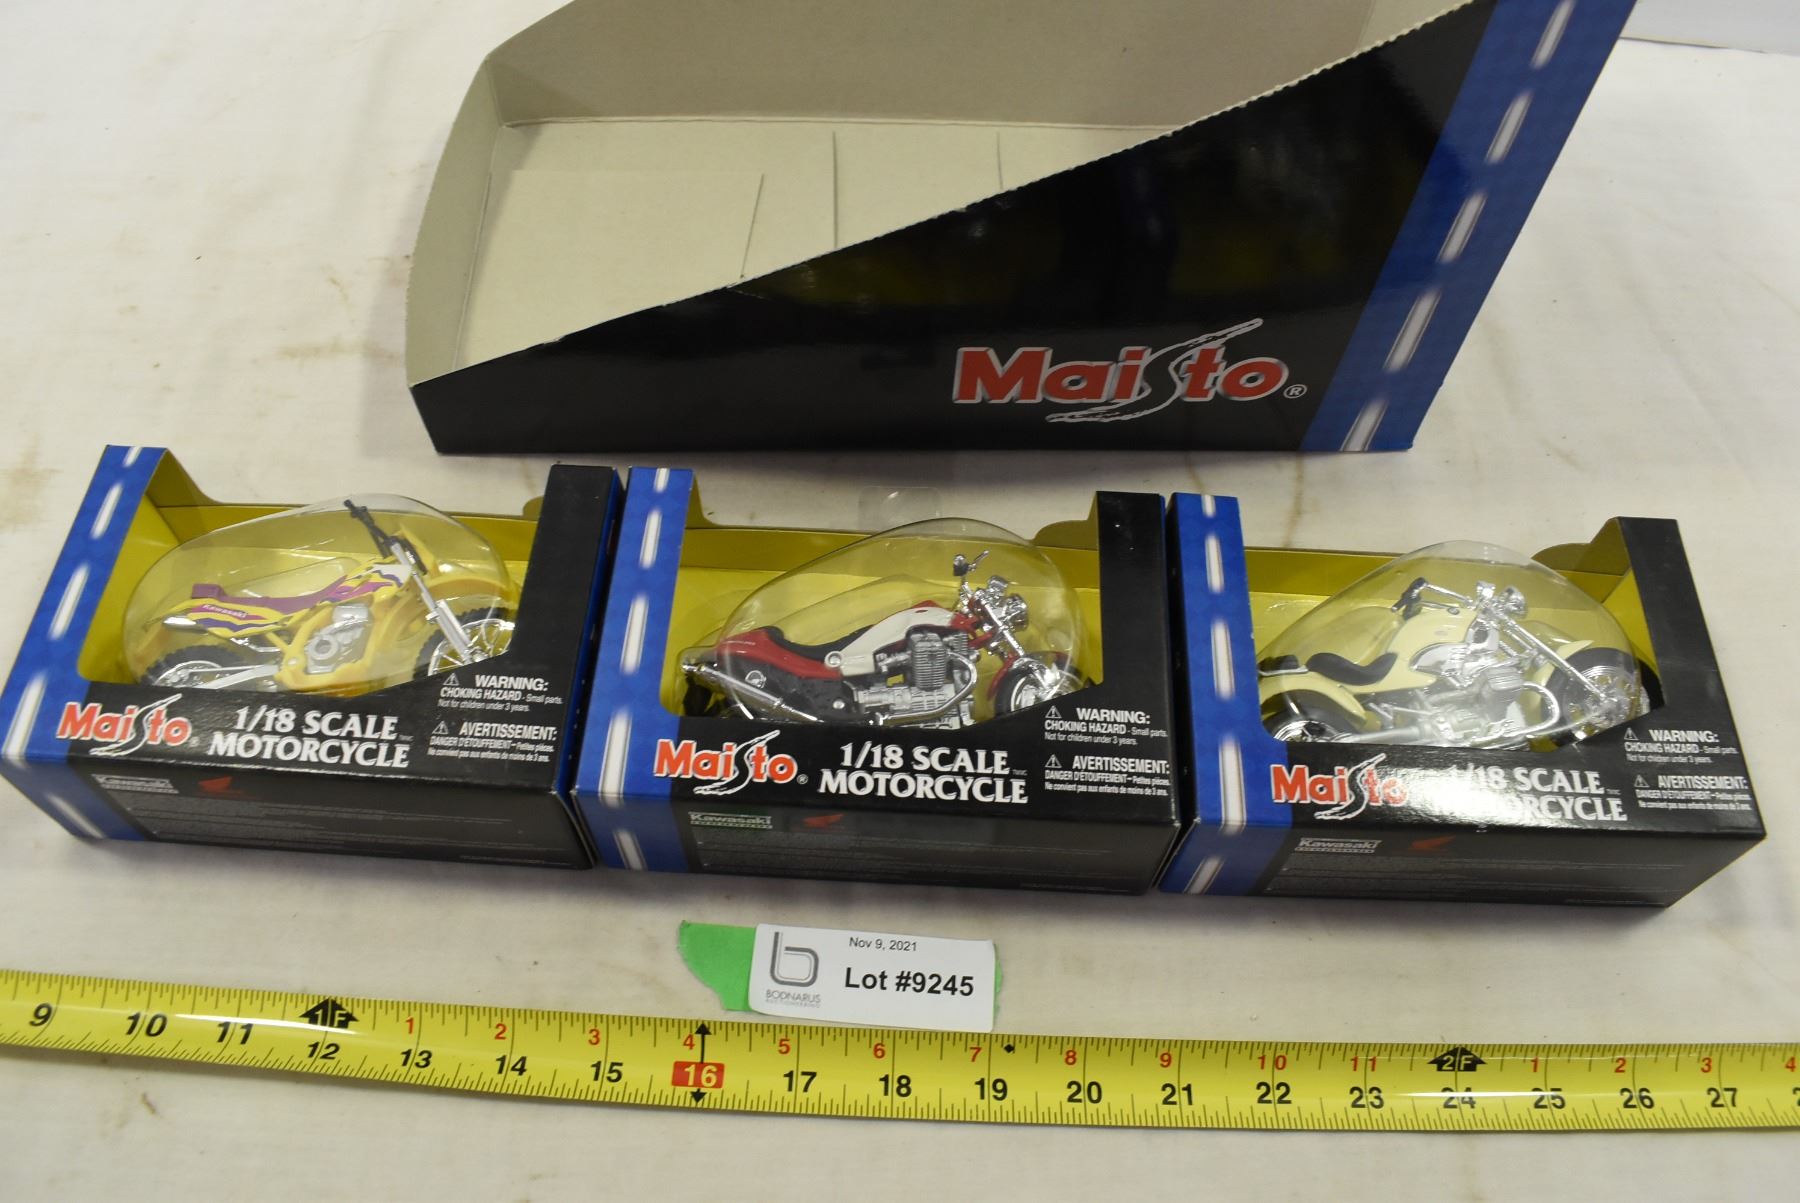 Maisto®
Kawasaki
Maisto®
1/18 SCALE
MOTORCYCLE
WARNING:
CHOKING HAZARD - Small parts.
Not for children under 3 years.
AVERTISSEMENT:
DANGER D'ÉTOUFFEMENT - Petites pièces.
Ne convient pas aux enfants de moins de 3 ans.
Kawasaki
Maisto®
1/18 SCALE
MOTORCYCLE
WARNING:
CHOKING HAZARD - Small parts.
Not for children under 3 years.
AVERTISSEMENT:
DANGER D'ÉTOUFFEMENT - Petites pièces.
Ne convient pas aux enfants de moins de 3 ans.
Kawasaki
Maisto
1/18 SCALE
MOTORCYCLE
WARNING:
CHOKING HAZARD - Small parts.
Not for children under 3 years.
AVERTISSEMENT:
DANGER D'ÉTOUFFEMENT - Petites pièces.
Ne convient pas aux enfants de moins de 3 ans.
Kawasaki
Nov 9, 2021
Lot #9245
BODNARUS
AUCTIONEERING
1F 1 2 3 4 5 6 7 8 9 10 11 2F 1 2 3 4
9 10 11 12 13 14 15 16 17 18 19 20 21 22 23 24 25 26 27